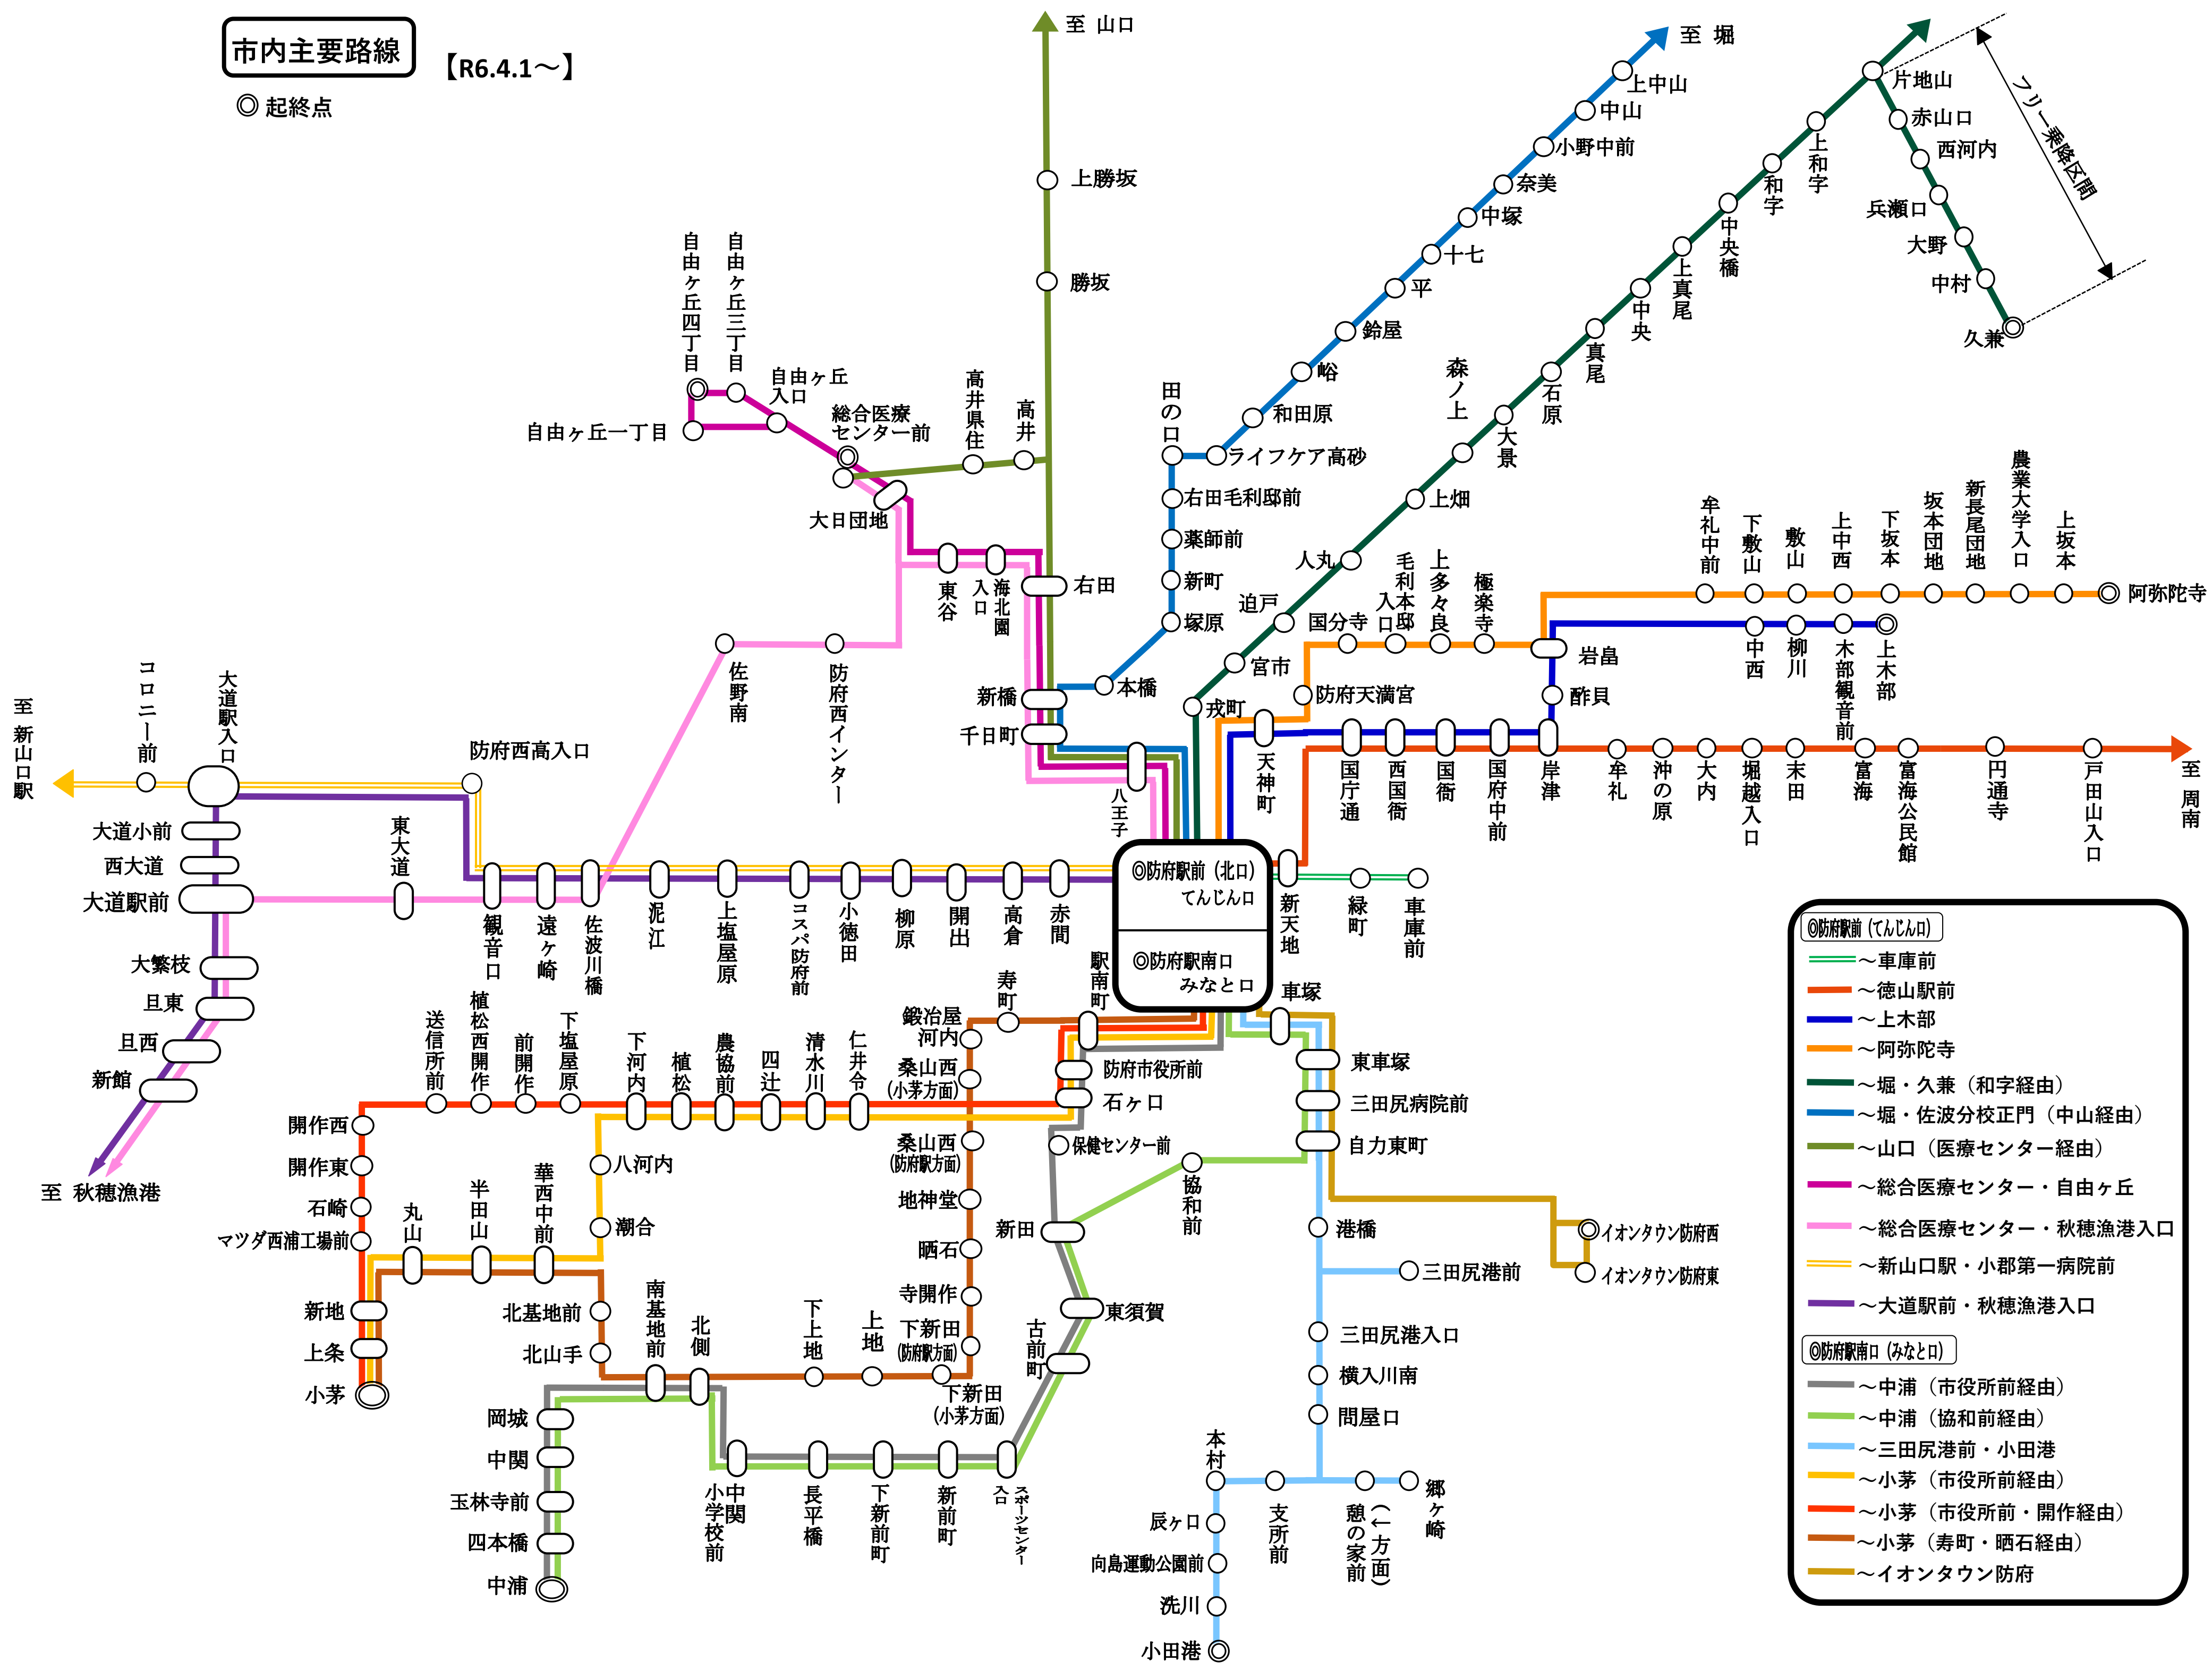 市内主要路線
【R6.4.1～】
◎起終点
至 山口
上勝坂
勝坂
至 堀
上中山
中山
小野中前
奈美
中塚
十七
平
鈴屋
峪
和田原
ライフケア高砂
田の口
右田毛利邸前
薬師前
新町
塚原
本橋
片地山
赤山口
西河内
兵瀬口
大野
中村
久兼
フリー乗降区間
上和字
和字
中央橋
上真尾
中央
真尾
石原
大景
森ノ上
上畑
人丸
迫戸
宮市
戎町
自由ヶ丘四丁目
自由ヶ丘三丁目
自由ヶ丘
入口
自由ヶ丘一丁目
総合医療
センター前
高井県住
高井
大日団地
東谷
海北園
入口
右田
新橋
千日町
八王子
佐野南
防府西インター
牟礼中前
下敷山
敷山
上中西
下坂本
坂本団地
新長尾団地
農業大学入口
上坂本
阿弥陀寺
国分寺
毛利本邸
入口
上多々良
極楽寺
岩畠
防府天満宮
中西
柳川
木部観音前
上木部
酢貝
天神町
国庁通
西国衙
国衙
国府中前
岸津
牟礼
沖の原
大内
堀越入口
末田
富海
富海公民館
円通寺
戸田山入口
至 周南
至 新山口駅
コロニー前
大道駅入口
防府西高入口
大道小前
西大道
大道駅前
東大道
大繁枝
旦東
旦西
新館
至 秋穂漁港
観音口
遠ヶ崎
佐波川橋
泥江
上塩屋原
コスパ防府前
小徳田
柳原
開出
高倉
赤間
◎防府駅前（北口）
てんじん口
◎防府駅南口
みなと口
新天地
緑町
車庫前
駅南町
車塚
寿町
鍛冶屋
河内
桑山西
(小茅方面)
桑山西
(防府駅方面)
地神堂
晒石
寺開作
下新田
(防府駅方面)
下新田
(小茅方面)
上地
下上地
北側
南基地前
北山手
北基地前
送信所前
植松西開作
前開作
下塩屋原
下河内
植松
農協前
四辻
清水川
仁井令
防府市役所前
石ヶ口
保健センター前
開作西
開作東
石崎
マツダ西浦工場前
丸山
半田山
華西中前
八河内
潮合
新地
上条
小茅
新田
協和前
東須賀
古前町
スポーツセンター
入口
新前町
下新前町
長平橋
中関
小学校前
岡城
中関
玉林寺前
四本橋
中浦
東車塚
三田尻病院前
自力東町
港橋
三田尻港前
三田尻港入口
横入川南
問屋口
イオンタウン防府西
イオンタウン防府東
本村
支所前
憩の家前
(←方面)
郷ヶ崎
辰ヶ口
向島運動公園前
洗川
小田港
◎防府駅前（てんじん口）
～車庫前
～徳山駅前
～上木部
～阿弥陀寺
～堀・久兼（和字経由）
～堀・佐波分校正門（中山経由）
～山口（医療センター経由）
～総合医療センター・自由ヶ丘
～総合医療センター・秋穂漁港入口
～新山口駅・小郡第一病院前
～大道駅前・秋穂漁港入口
◎防府駅南口（みなと口）
～中浦（市役所前経由）
～中浦（協和前経由）
～三田尻港前・小田港
～小茅（市役所前経由）
～小茅（市役所前・開作経由）
～小茅（寿町・晒石経由）
～イオンタウン防府